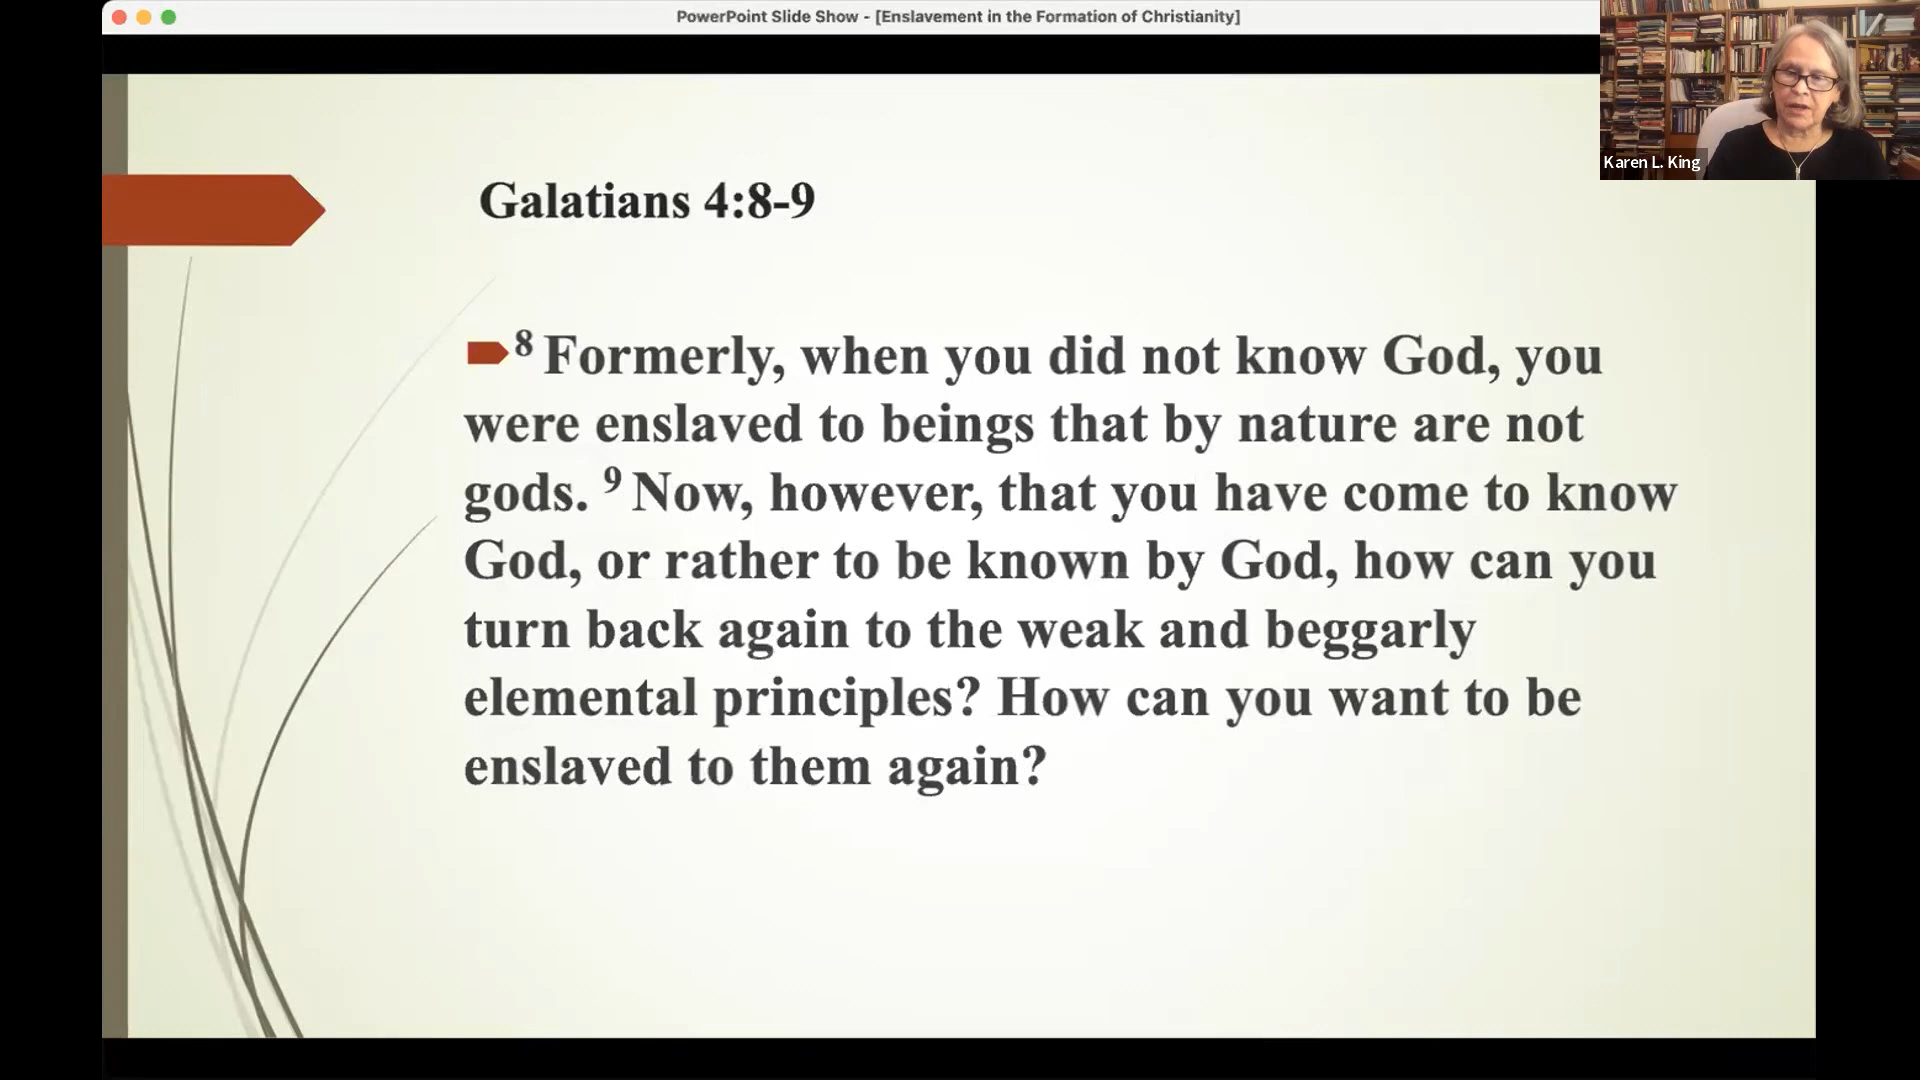 PowerPoint Slide Show - [Enslavement in the Formation of Christianity]
Karen L. King
Galatians 4:8-9
8 Formerly, when you did not know God, you
were enslaved to beings that by nature are not
gods. 9 Now, however, that you have come to know
God, or rather to be known by God, how can you
turn back again to the weak and beggarly
elemental principles? How can you want to be
enslaved to them again?